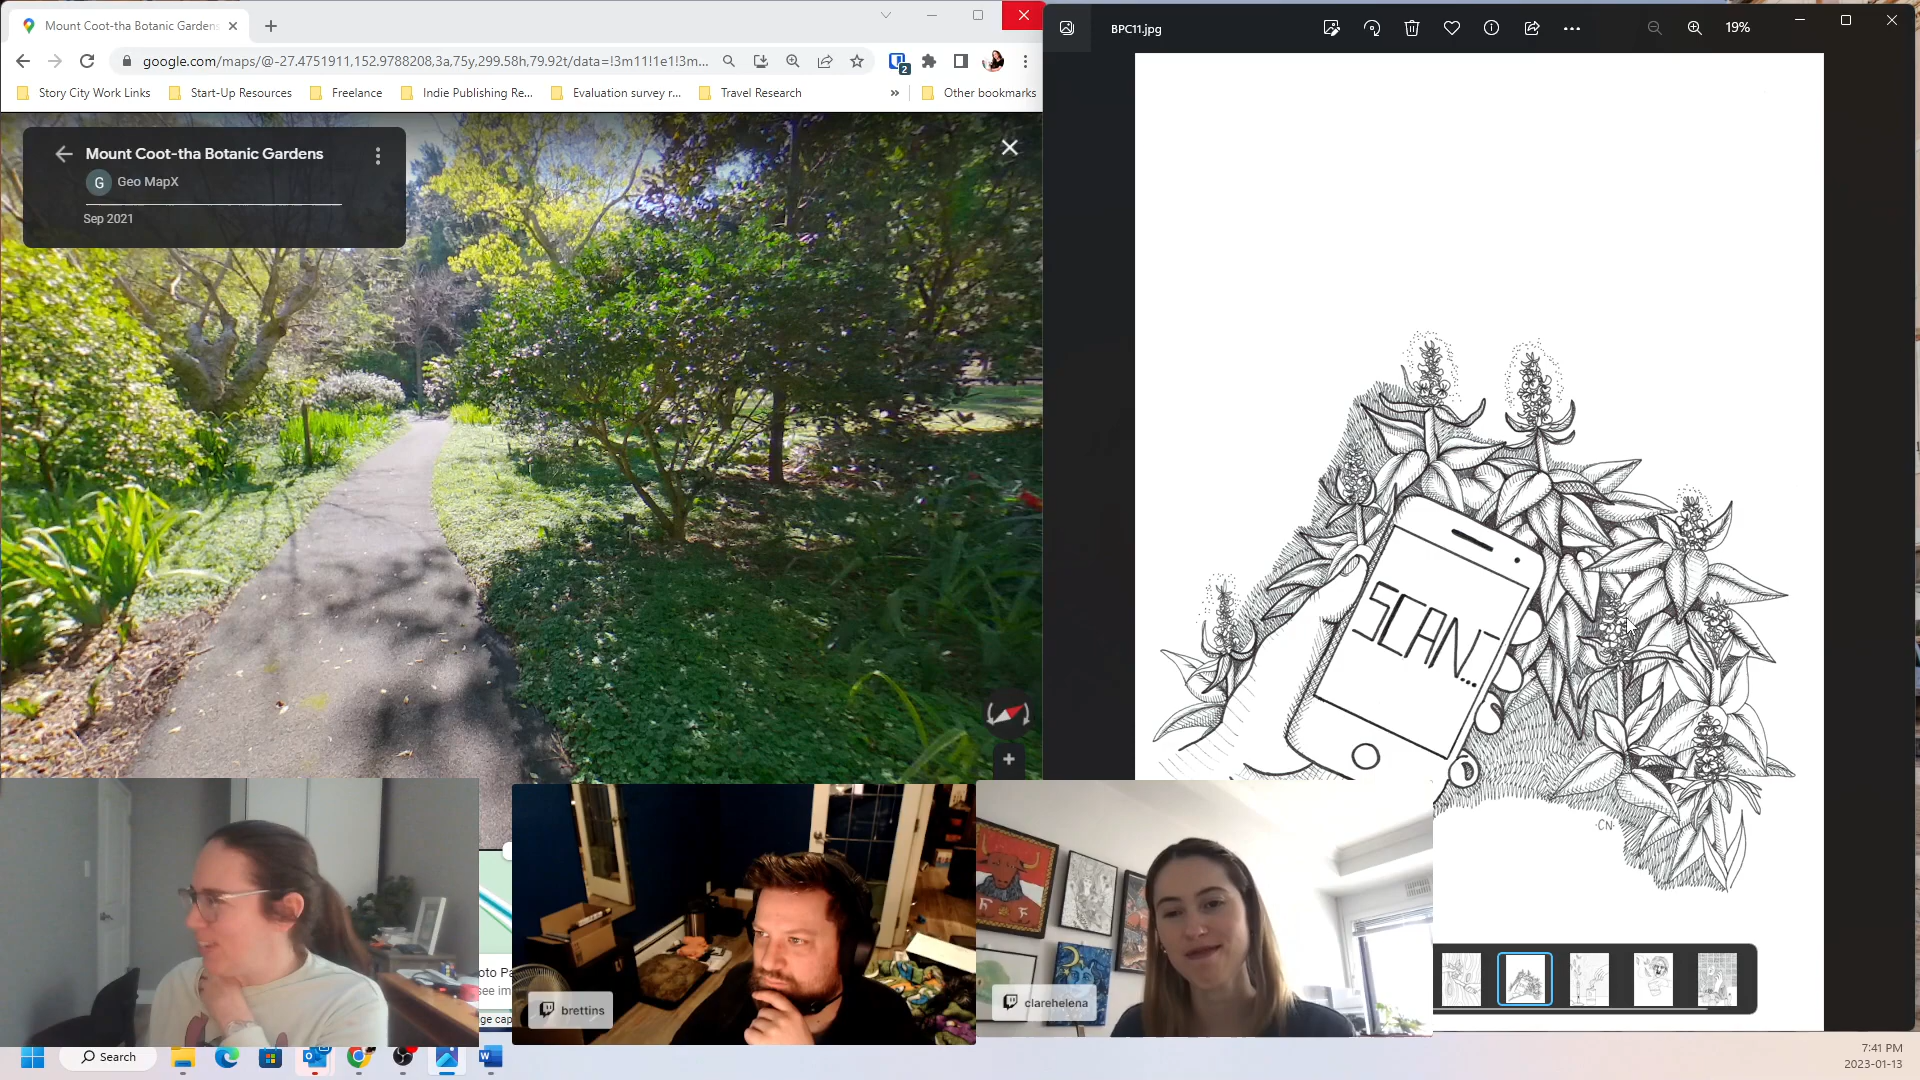 Mount Coot-tha Botanic Gardens
google.com/maps/@-27.4751911,152.9788208,3a,75y,299.58h,79.92t/data=!3m11!1e1!3m...
2
Story City Work Links
Start-Up Resources
Freelance
Indie Publishing Re...
Evaluation survey r...
Travel Research
»
Other bookmarks
Mount Coot-tha Botanic Gardens
G
Geo MapX
Sep 2021
BPC11.jpg
19%
SCAN...
·CN·
brettins
clarehelena
Search
7:41 PM
2023-01-13